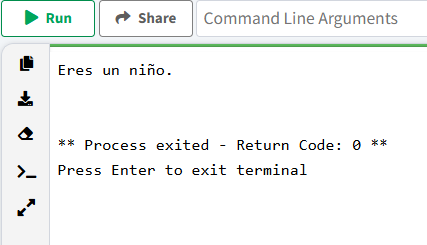 Run Share Command Line Arguments
Eres un niño.
** Process exited - Return Code: 0 **
Press Enter to exit terminal